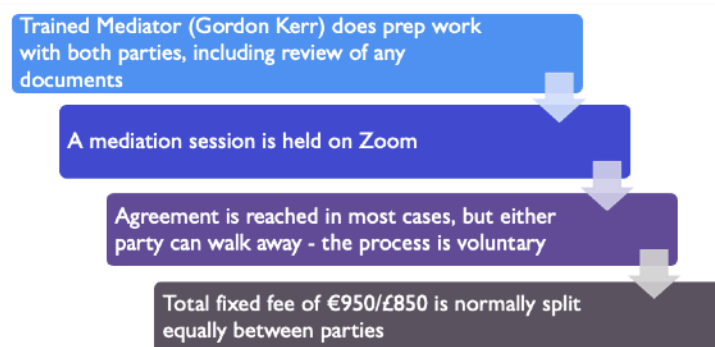 Trained Mediator (Gordon Kerr) does prep work
with both parties, including review of any
documents
A mediation session is held on Zoom
Agreement is reached in most cases, but either
party can walk away - the process is voluntary
Total fixed fee of €950/£850 is normally split
equally between parties